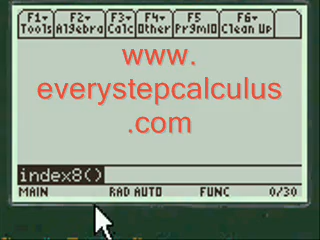 F1▾ F2▾ F3▾ F4▾ F5 F6▾
Tools Algebra Calc Other PrgmIO Clean Up
www.
everystepcalculus
.com
index8()
MAIN RAD AUTO FUNC 0/30